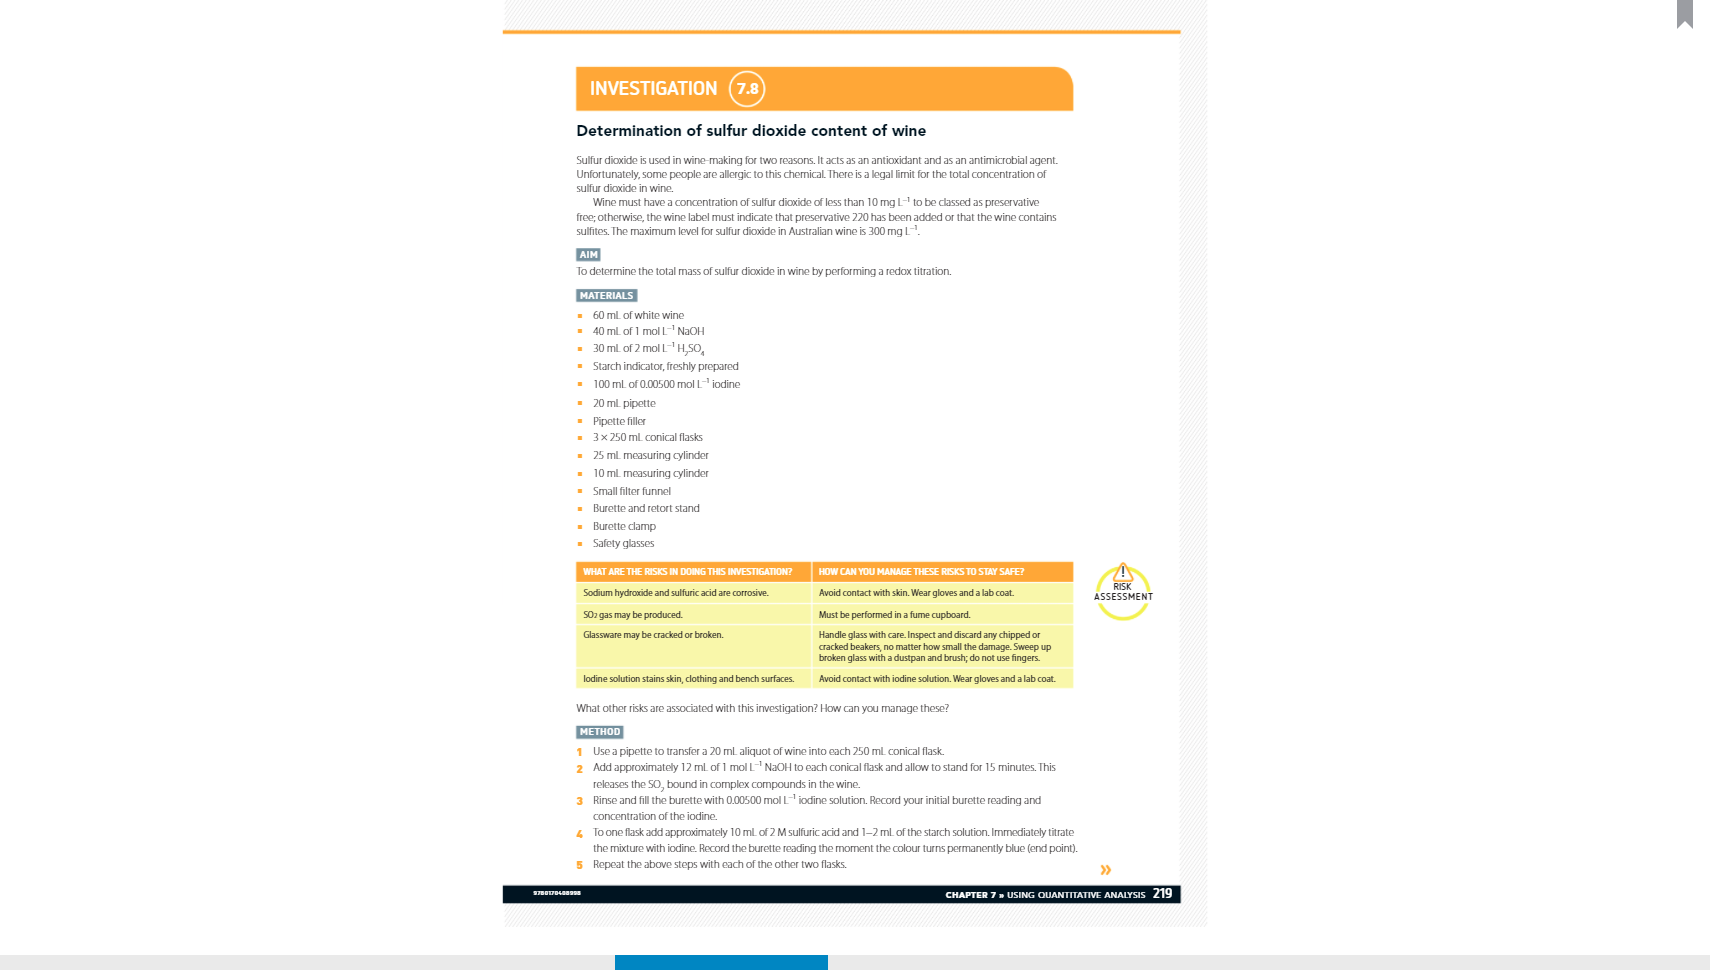 INVESTIGATION 7.8
Determination of sulfur dioxide content of wine
Sulfur dioxide is used in wine-making for two reasons. It acts as an antioxidant and as an antimicrobial agent.
Unfortunately, some people are allergic to this chemical. There is a legal limit for the total concentration of
sulfur dioxide in wine.
Wine must have a concentration of sulfur dioxide of less than 10 mg L⁻¹ to be classed as preservative
free; otherwise, the wine label must indicate that preservative 220 has been added or that the wine contains
sulfites. The maximum level for sulfur dioxide in Australian wine is 300 mg L⁻¹.
AIM
To determine the total mass of sulfur dioxide in wine by performing a redox titration.
MATERIALS
60 mL of white wine
40 mL of 1 mol L⁻¹ NaOH
30 mL of 2 mol L⁻¹ H₂SO₄
Starch indicator, freshly prepared
100 mL of 0.00500 mol L⁻¹ iodine
20 mL pipette
Pipette filler
3 × 250 mL conical flasks
25 mL measuring cylinder
10 mL measuring cylinder
Small filter funnel
Burette and retort stand
Burette clamp
Safety glasses
WHAT ARE THE RISKS IN DOING THIS INVESTIGATION? HOW CAN YOU MANAGE THESE RISKS TO STAY SAFE?
Sodium hydroxide and sulfuric acid are corrosive. Avoid contact with skin. Wear gloves and a lab coat.
SO₂ gas may be produced. Must be performed in a fume cupboard.
Glassware may be cracked or broken. Handle glass with care. Inspect and discard any chipped or
cracked beakers, no matter how small the damage. Sweep up
broken glass with a dustpan and brush; do not use fingers.
Iodine solution stains skin, clothing and bench surfaces. Avoid contact with iodine solution. Wear gloves and a lab coat.
!
RISK
ASSESSMENT
What other risks are associated with this investigation? How can you manage these?
METHOD
1 Use a pipette to transfer a 20 mL aliquot of wine into each 250 mL conical flask.
2 Add approximately 12 mL of 1 mol L⁻¹ NaOH to each conical flask and allow to stand for 15 minutes. This
releases the SO₂ bound in complex compounds in the wine.
3 Rinse and fill the burette with 0.00500 mol L⁻¹ iodine solution. Record your initial burette reading and
concentration of the iodine.
4 To one flask add approximately 10 mL of 2 M sulfuric acid and 1–2 mL of the starch solution. Immediately titrate
the mixture with iodine. Record the burette reading the moment the colour turns permanently blue (end point).
5 Repeat the above steps with each of the other two flasks.
»
9780170408998 CHAPTER 7 » USING QUANTITATIVE ANALYSIS 219